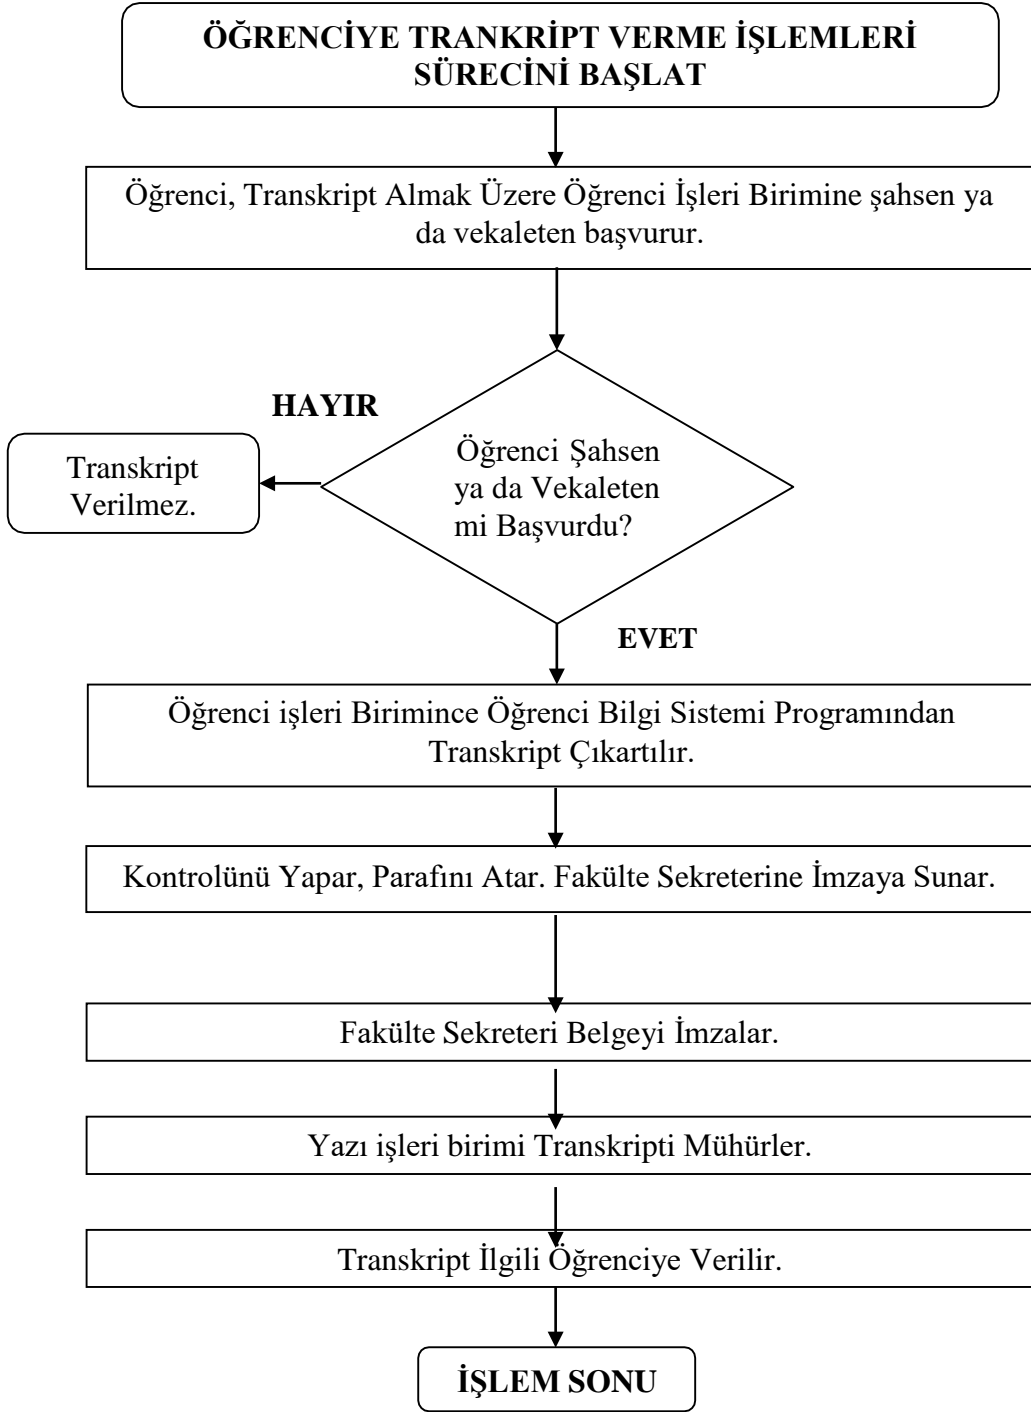 ÖĞRENCİYE TRANKRİPT VERME İŞLEMLERİ
SÜRECİNİ BAŞLAT
Öğrenci, Transkript Almak Üzere Öğrenci İşleri Birimine şahsen ya
da vekaleten başvurur.
HAYIR
Öğrenci Şahsen
ya da Vekaleten
mi Başvurdu?
Transkript
Verilmez.
EVET
Öğrenci işleri Birimince Öğrenci Bilgi Sistemi Programından
Transkript Çıkartılır.
Kontrolünü Yapar, Parafını Atar. Fakülte Sekreterine İmzaya Sunar.
Fakülte Sekreteri Belgeyi İmzalar.
Yazı işleri birimi Transkripti Mühürler.
Transkript İlgili Öğrenciye Verilir.
İŞLEM SONU